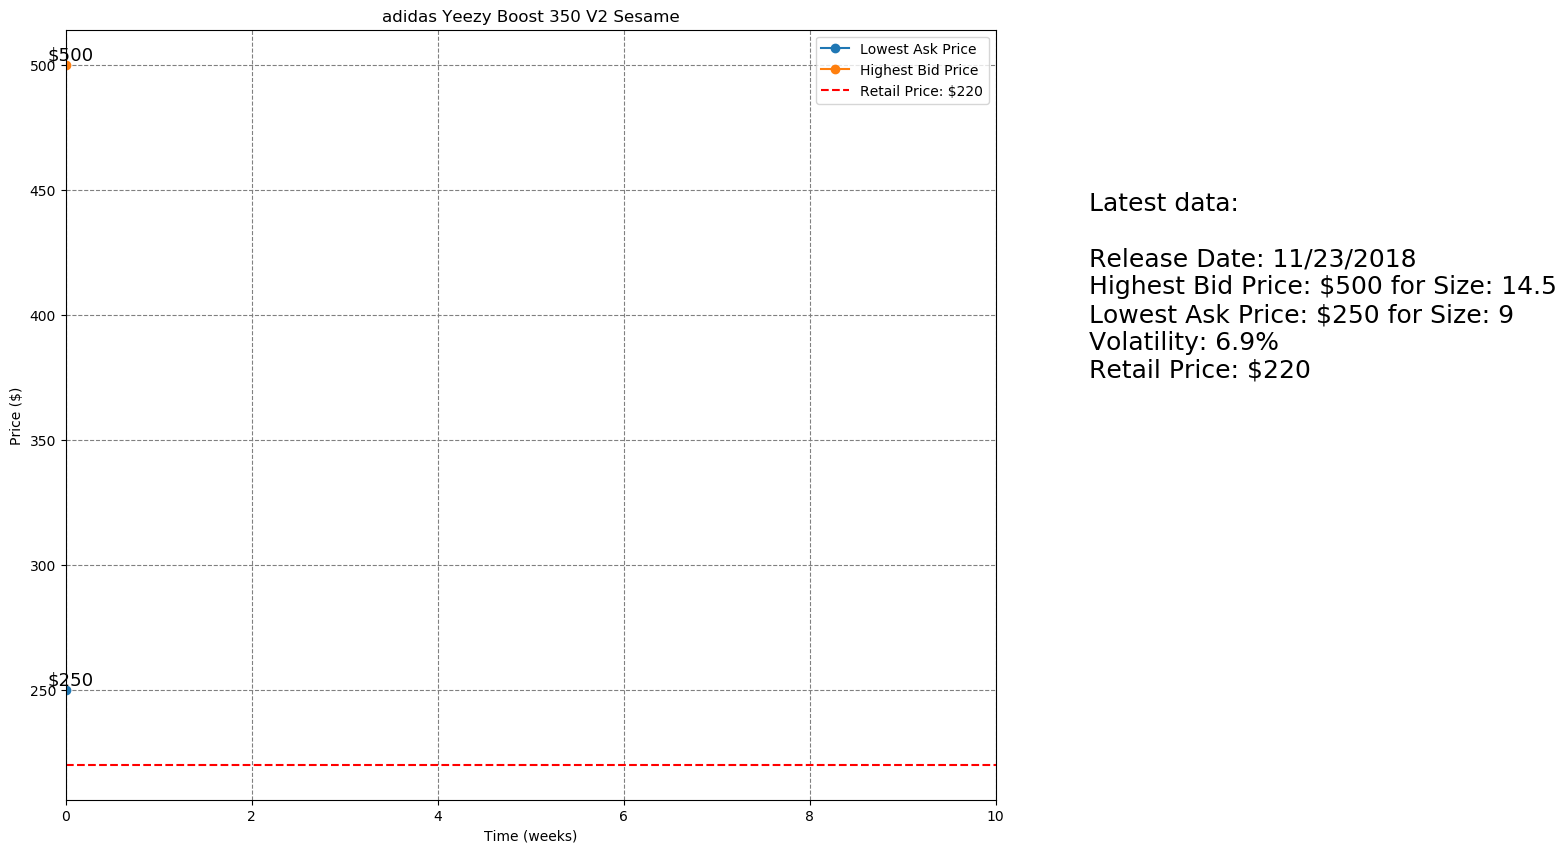 adidas Yeezy Boost 350 V2 Sesame
Lowest Ask Price
Highest Bid Price
Retail Price: $220
$500
500
450
400
350
300
$250
250
Price ($)
0 2 4 6 8 10
Time (weeks)
Latest data:
Release Date: 11/23/2018
Highest Bid Price: $500 for Size: 14.5
Lowest Ask Price: $250 for Size: 9
Volatility: 6.9%
Retail Price: $220